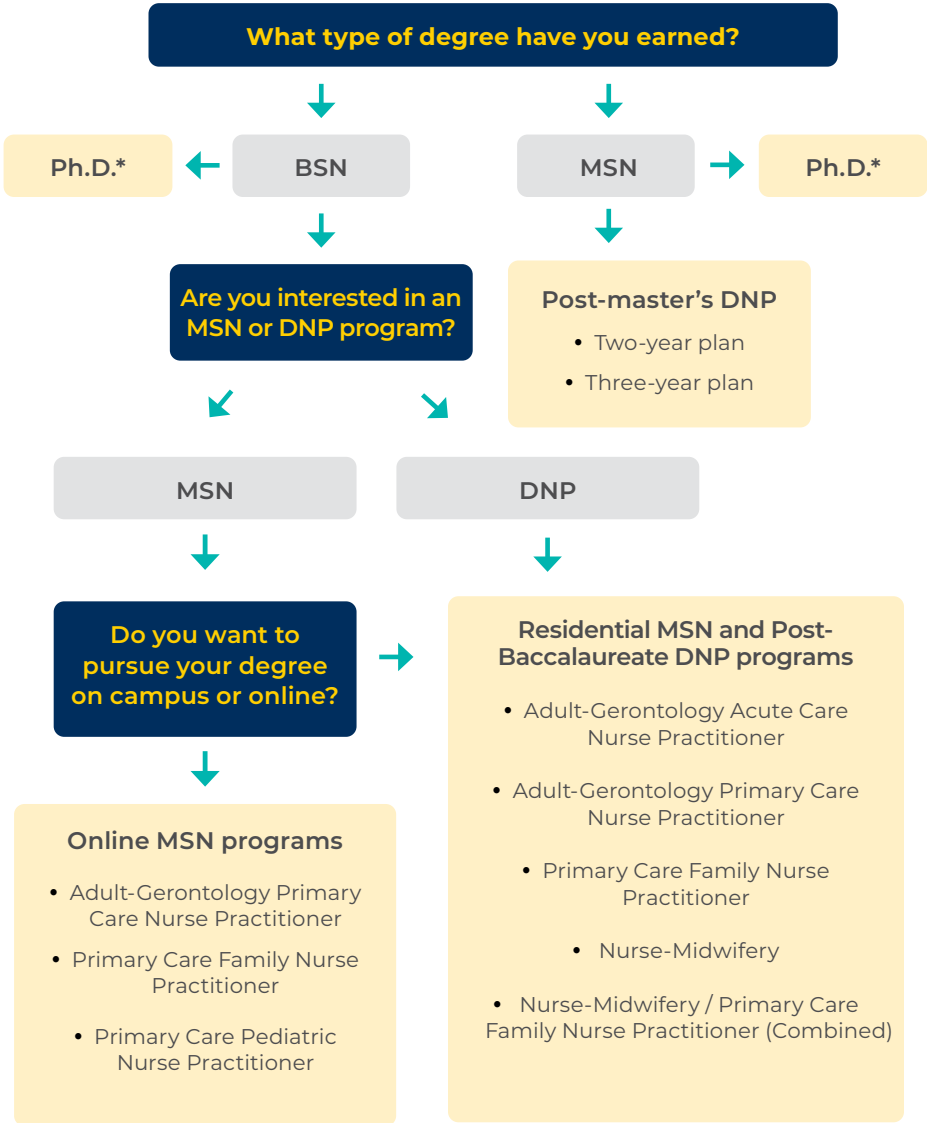 What type of degree have you earned?
Ph.D.*
BSN
MSN
Ph.D.*
Are you interested in an
MSN or DNP program?
Post-master’s DNP
• Two-year plan
• Three-year plan
MSN
DNP
Do you want to
pursue your degree
on campus or online?
Residential MSN and Post-
Baccalaureate DNP programs
• Adult-Gerontology Acute Care
Nurse Practitioner
• Adult-Gerontology Primary Care
Nurse Practitioner
• Primary Care Family Nurse
Practitioner
• Nurse-Midwifery
• Nurse-Midwifery / Primary Care
Family Nurse Practitioner (Combined)
Online MSN programs
• Adult-Gerontology Primary
Care Nurse Practitioner
• Primary Care Family Nurse
Practitioner
• Primary Care Pediatric
Nurse Practitioner